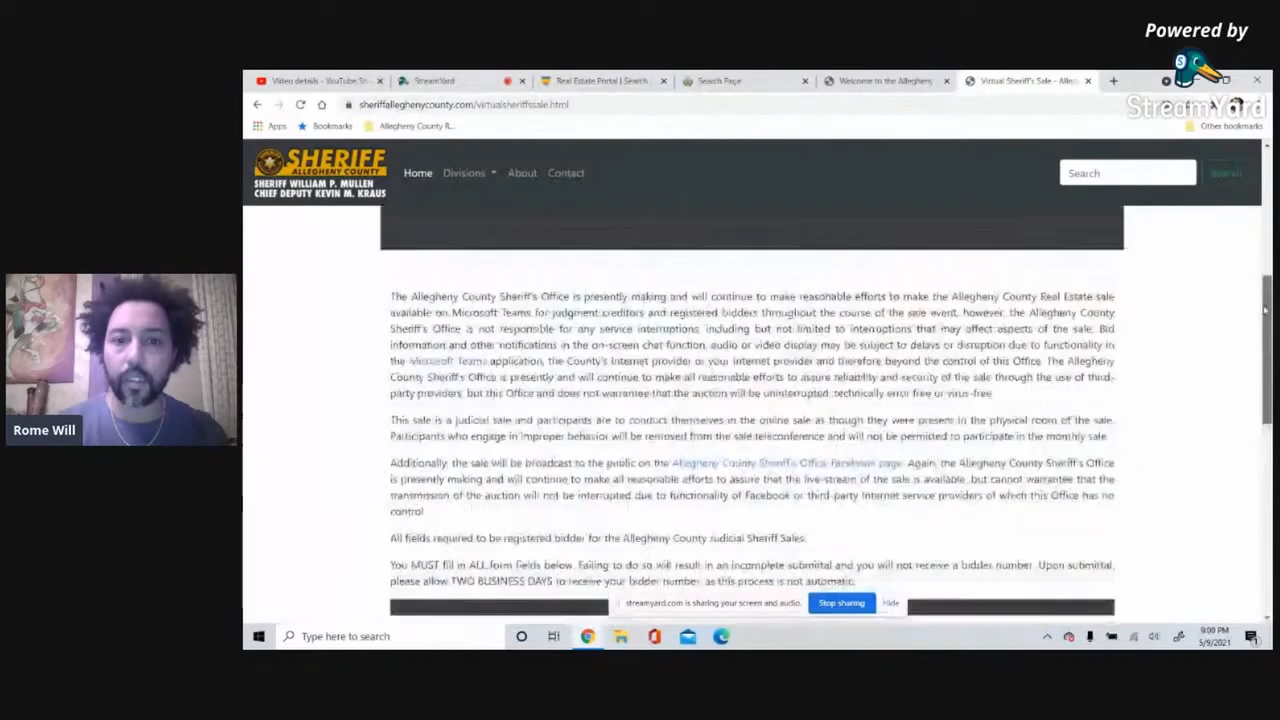 Powered by
StreamYard
Video details - YouTube St
StreamYard
Real Estate Portal | Search
Search Page
Welcome to the Allegheny
Virtual Sheriff's Sale - Alle
sheriffalleghenycounty.com/virtualsheriffssale.html
Apps
Bookmarks
Allegheny County R...
Other bookmarks
SHERIFF
ALLEGHENY COUNTY
SHERIFF WILLIAM P. MULLEN
CHIEF DEPUTY KEVIN M. KRAUS
Home
Divisions
About
Contact
Search
Search
The Allegheny County Sheriff's Office is presently making and will continue to make reasonable efforts to make the Allegheny County Real Estate sale
available on Microsoft Teams for judgment creditors and registered bidders throughout the course of the sale event, however, the Allegheny County
Sheriff's Office is not responsible for any service interruptions, including but not limited to interruptions that may affect aspects of the sale. Bid
information and other notifications in the on-screen chat function, audio or video display may be subject to delays or disruption due to functionality in
the Microsoft Teams application, the County's Internet provider or your Internet provider and therefore beyond the control of this Office. The Allegheny
County Sheriff's Office is presently and will continue to make all reasonable efforts to assure reliability and security of the sale through the use of third-
party providers, but this Office and does not warrantee that the auction will be uninterrupted, technically error free or virus-free
This sale is a judicial sale and participants are to conduct themselves in the online sale as though they were present in the physical room of the sale.
Participants who engage in improper behavior will be removed from the sale teleconference and will not be permitted to participate in the monthly sale
Additionally, the sale will be broadcast to the public on the Allegheny County Sheriff's Office Facebook page. Again, the Allegheny County Sheriff's Office
is presently making and will continue to make all reasonable efforts to assure that the live-stream of the sale is available, but cannot warrantee that the
transmission of the auction will not be interrupted due to functionality of Facebook or third-party Internet service providers of which this Office has no
control
All fields required to be registered bidder for the Allegheny County Judicial Sheriff Sales.
You MUST fill in ALL form fields below. Failing to do so will result in an incomplete submittal and you will not receive a bidder number. Upon submittal,
please allow TWO BUSINESS DAYS to receive your bidder number, as this process is not automatic.
streamyard.com is sharing your screen and audio.
Stop sharing
Hide
Rome Will
Type here to search
9:00 PM
5/9/2021